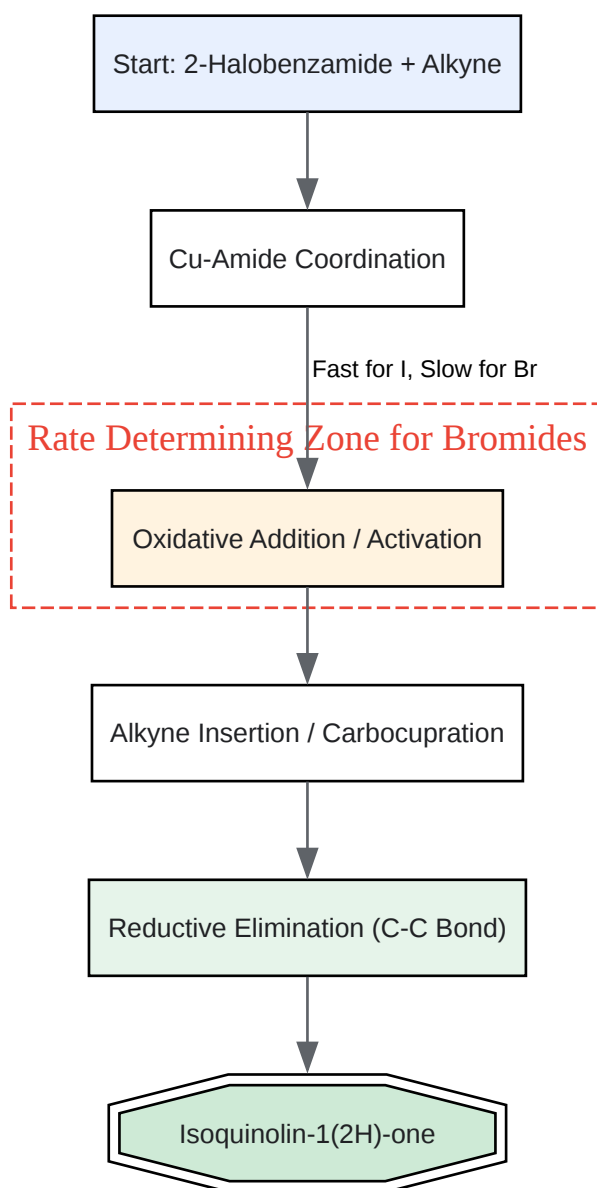 Start: 2-Halobenzamide + Alkyne
Cu-Amide Coordination
Fast for I, Slow for Br
Rate Determining Zone for Bromides
Oxidative Addition / Activation
Alkyne Insertion / Carbocupration
Reductive Elimination (C-C Bond)
Isoquinolin-1(2H)-one